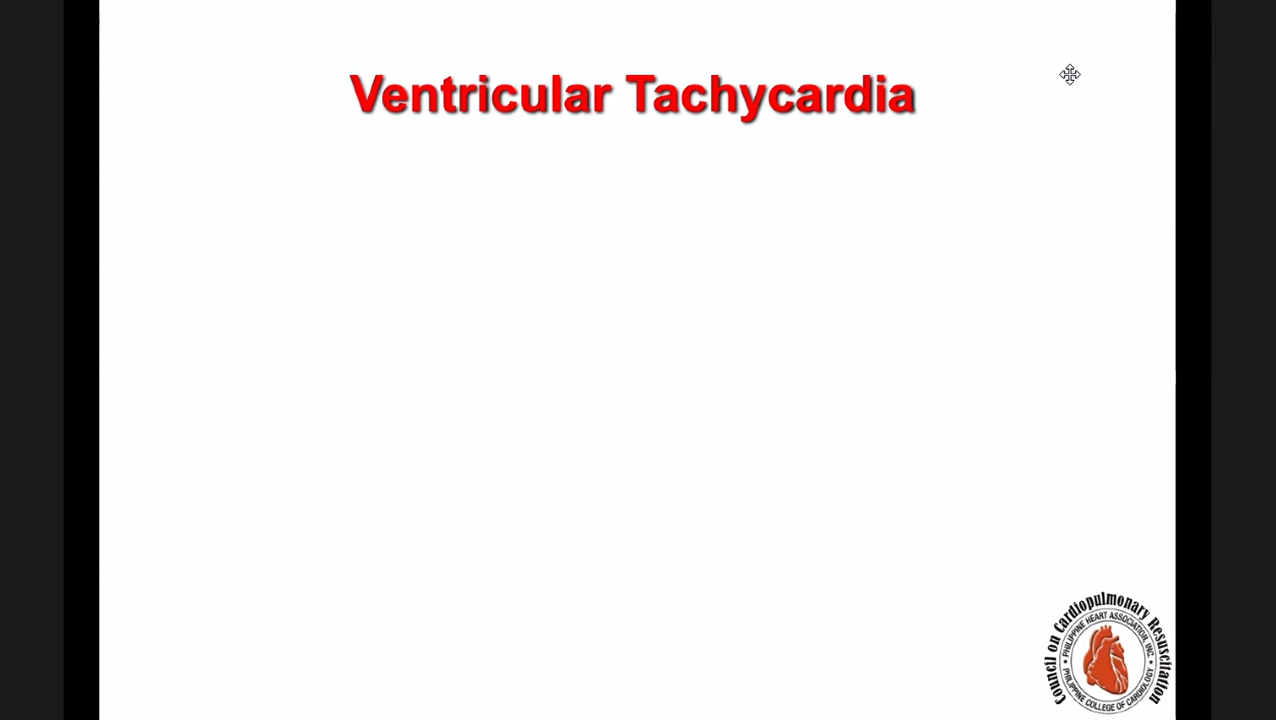 Ventricular Tachycardia
Council on Cardiopulmonary Resuscitation
PHILIPPINE HEART ASSOCIATION, INC.
PHILIPPINE COLLEGE OF CARDIOLOGY